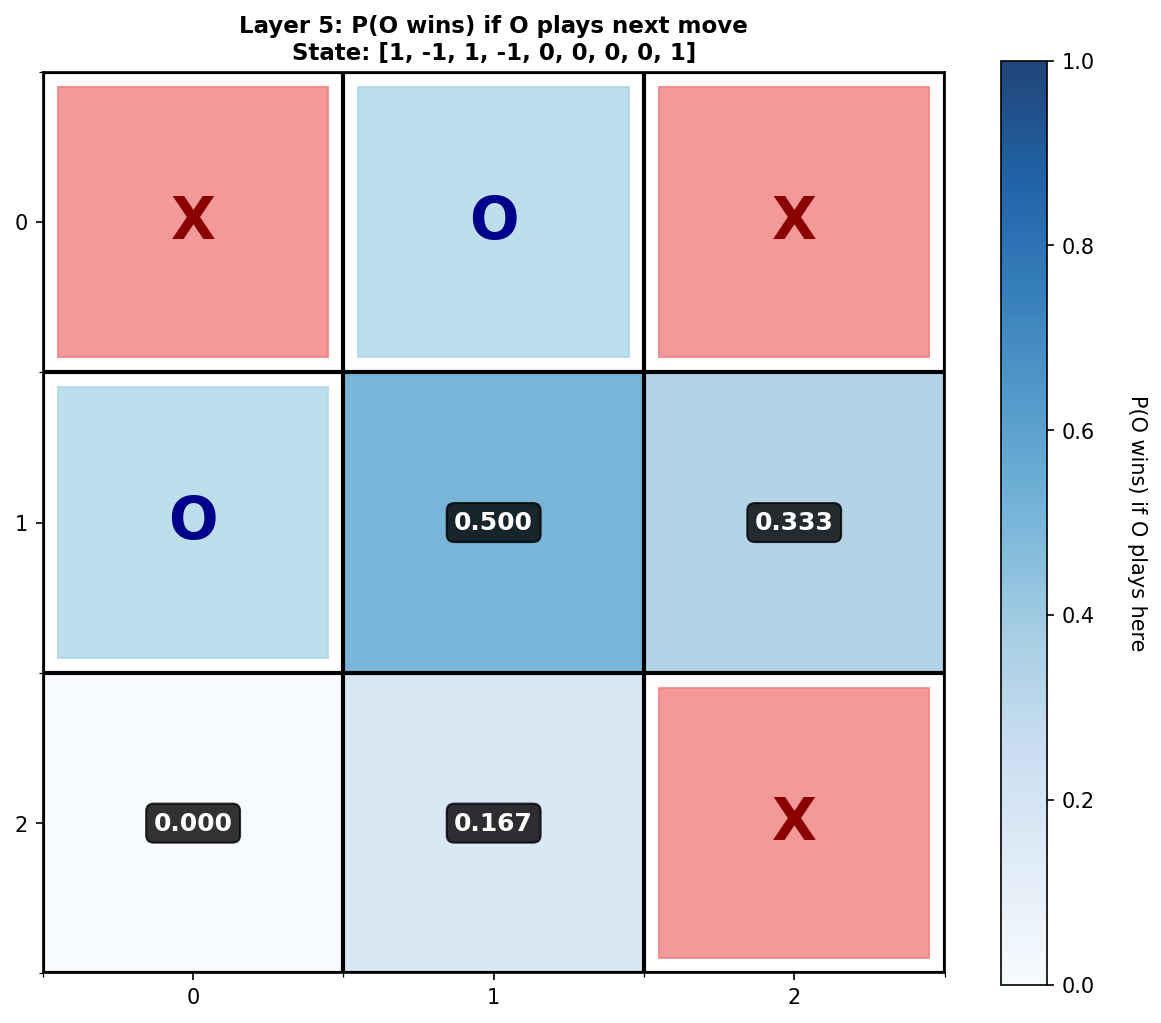 Layer 5: P(O wins) if O plays next move
State: [1, -1, 1, -1, 0, 0, 0, 0, 1]
X
O
X
O
0.500
0.333
0.000
0.167
X
0
1
2
0
1
2
1.0
0.8
0.6
0.4
0.2
0.0
P(O wins) if O plays here